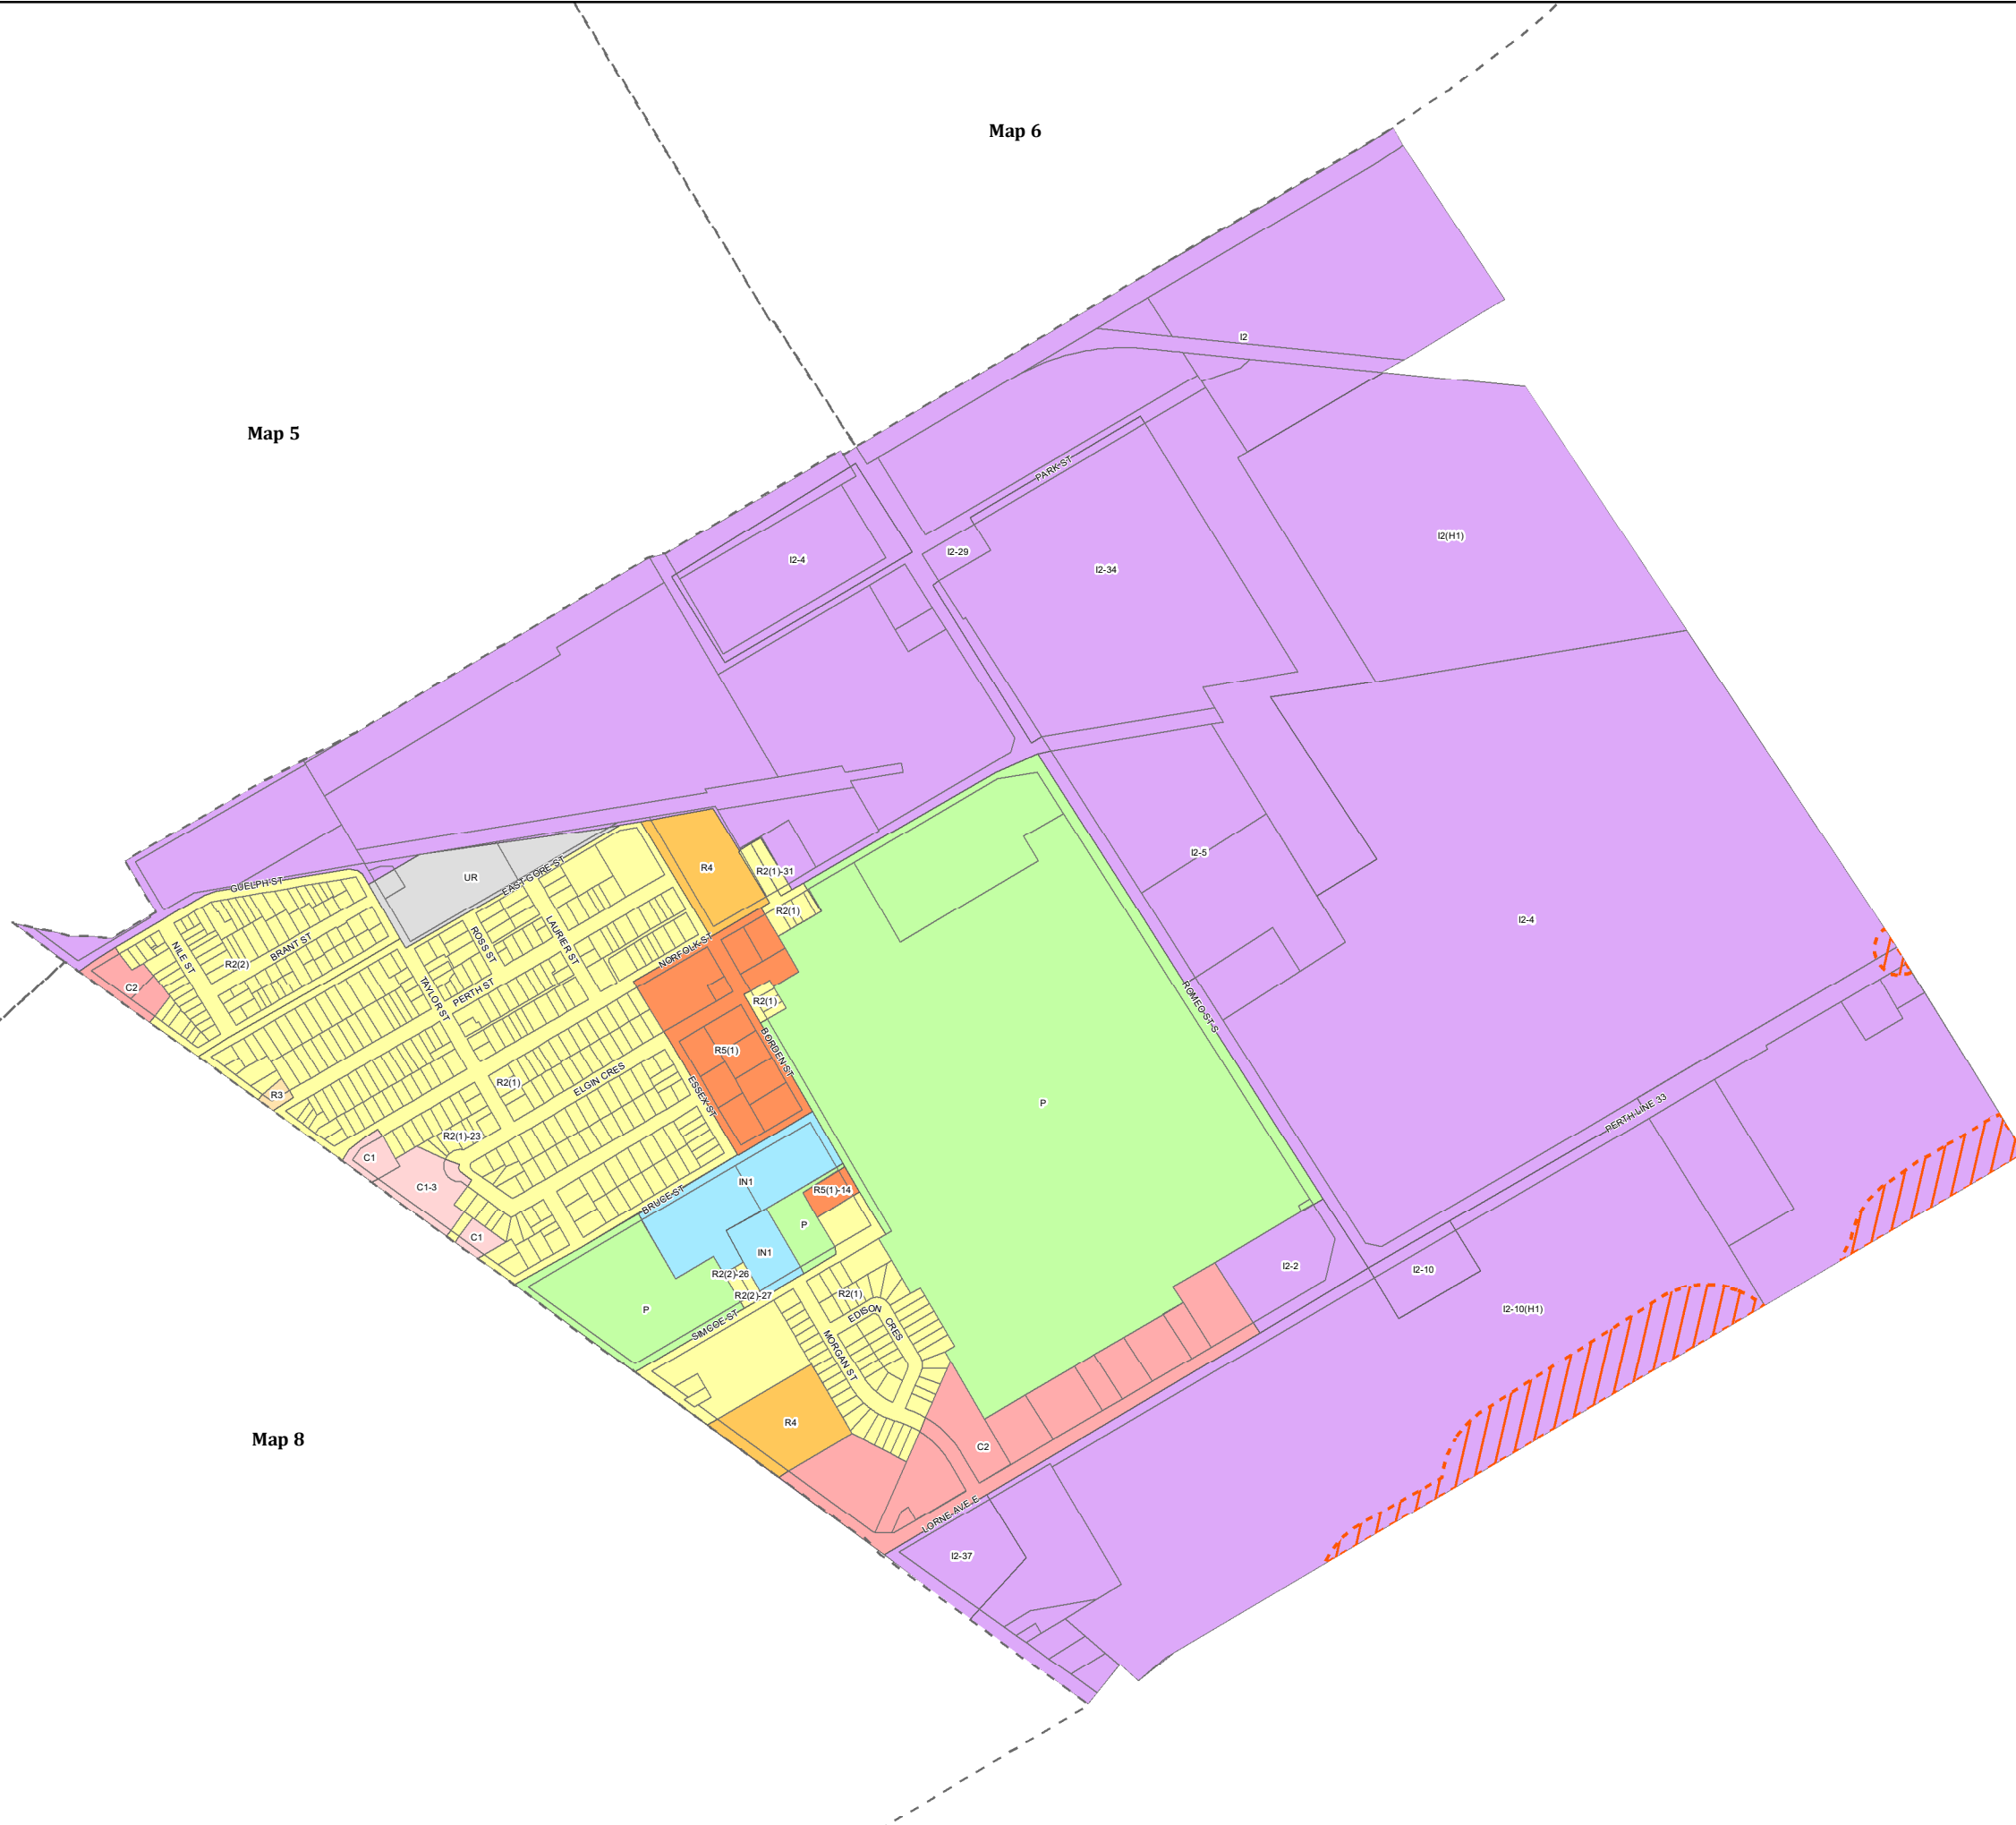 Map 6
I2
Map 5
PARK ST
I2(H1)
I2-29
I2-4
I2-34
I2-5
R4
R2(1)-31
UR
EAST GORE ST
GUELPH ST
R2(1)
I2-4
LAURIER ST
ROSS ST
BRANT ST
NILE ST
R2(2)
NORFOLK ST
C2
PERTH ST
TAYLOR ST
R2(1)
ROMEO ST S
R5(1)
BORDEN ST
ELGIN CRES
R2(1)
R3
ESSEX ST
P
PERTH LINE 33
R2(1)-23
C1
C1-3
IN1
R5(1)-14
BRUCE ST
P
C1
IN1
I2-2
I2-10
R2(2)-26
R2(2)-27
R2(1)
P
EDISON
CRES
I2-10(H1)
SIMCOE ST
MORGAN ST
R4
Map 8
C2
LORNE AVE E
I2-37